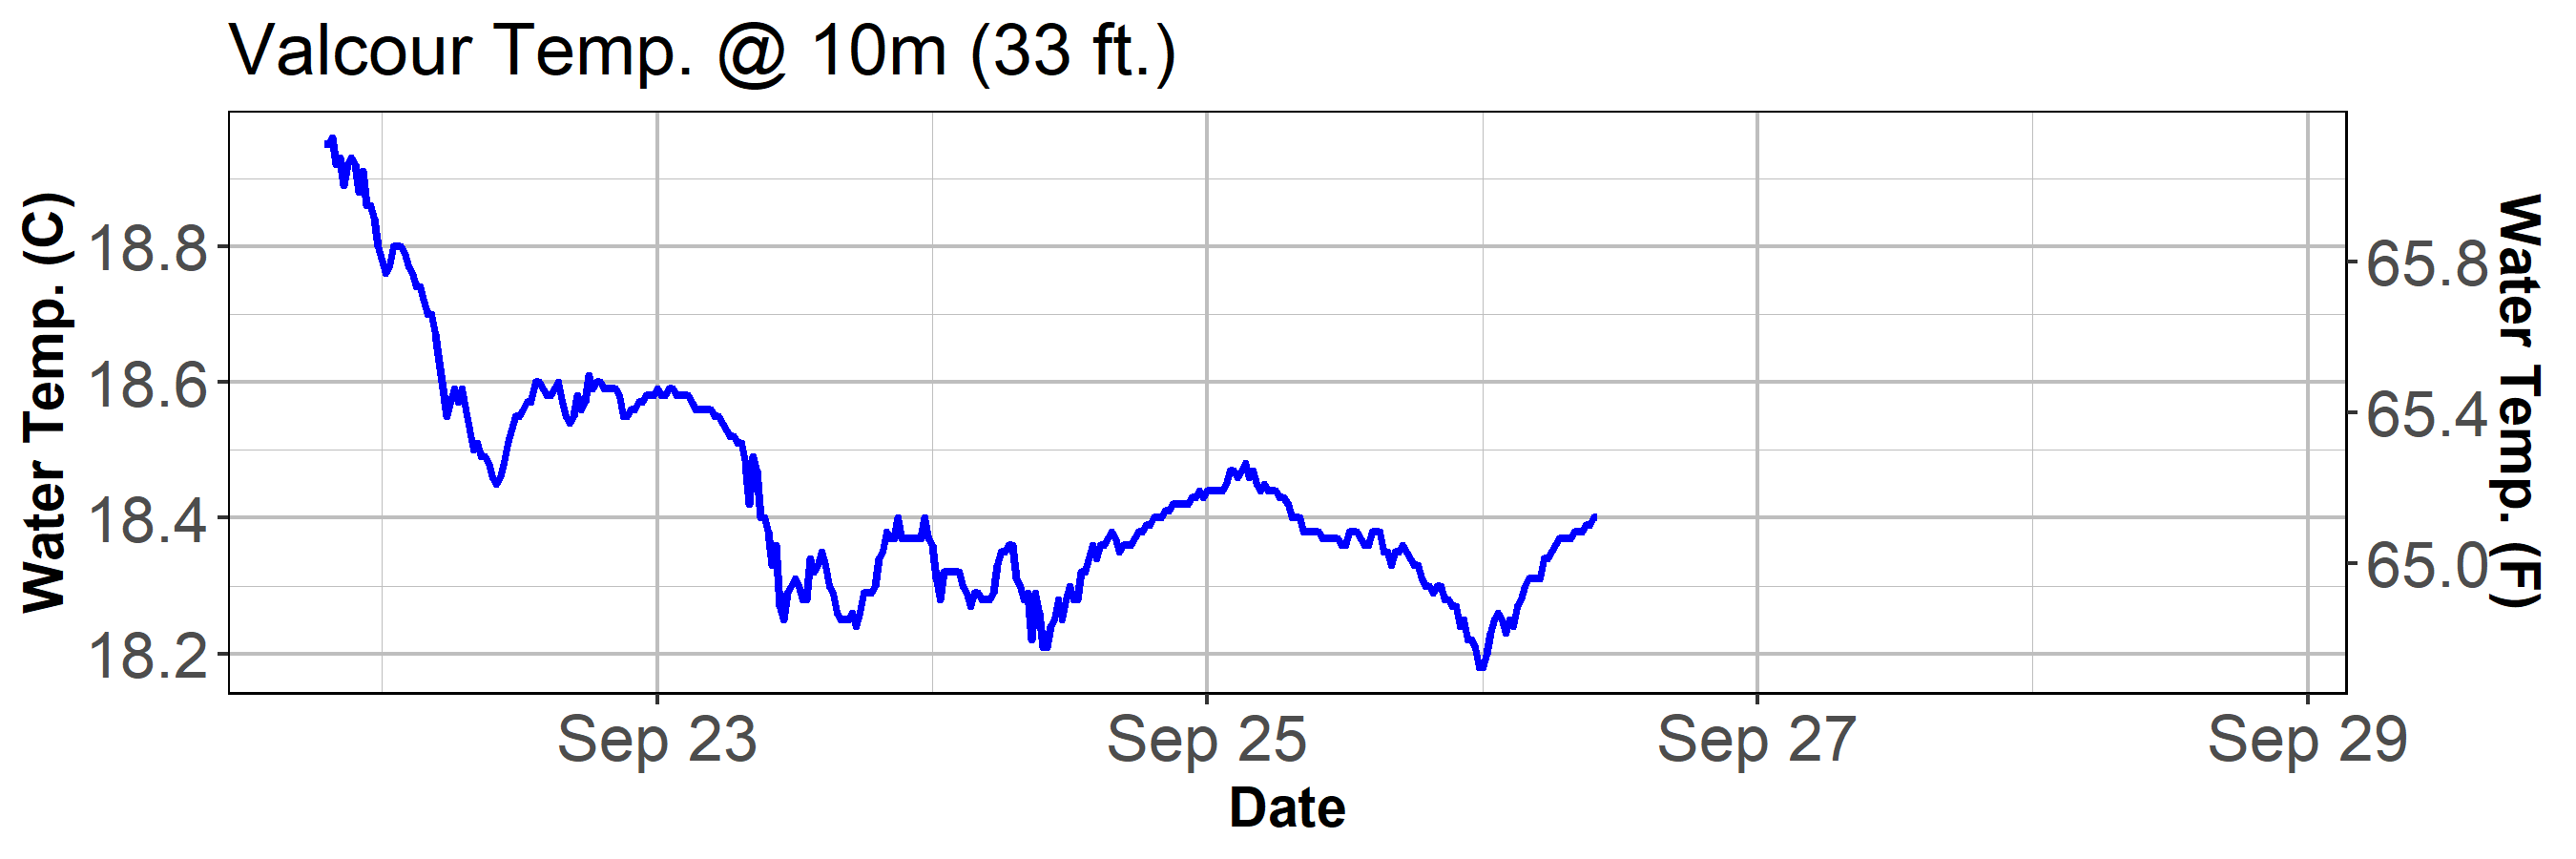 Valcour Temp. @ 10m (33 ft.)
Water Temp. (C)
18.8
18.6
18.4
18.2
65.8
65.4
65.0
Water Temp. (F)
Sep 23 Sep 25 Sep 27 Sep 29
Date